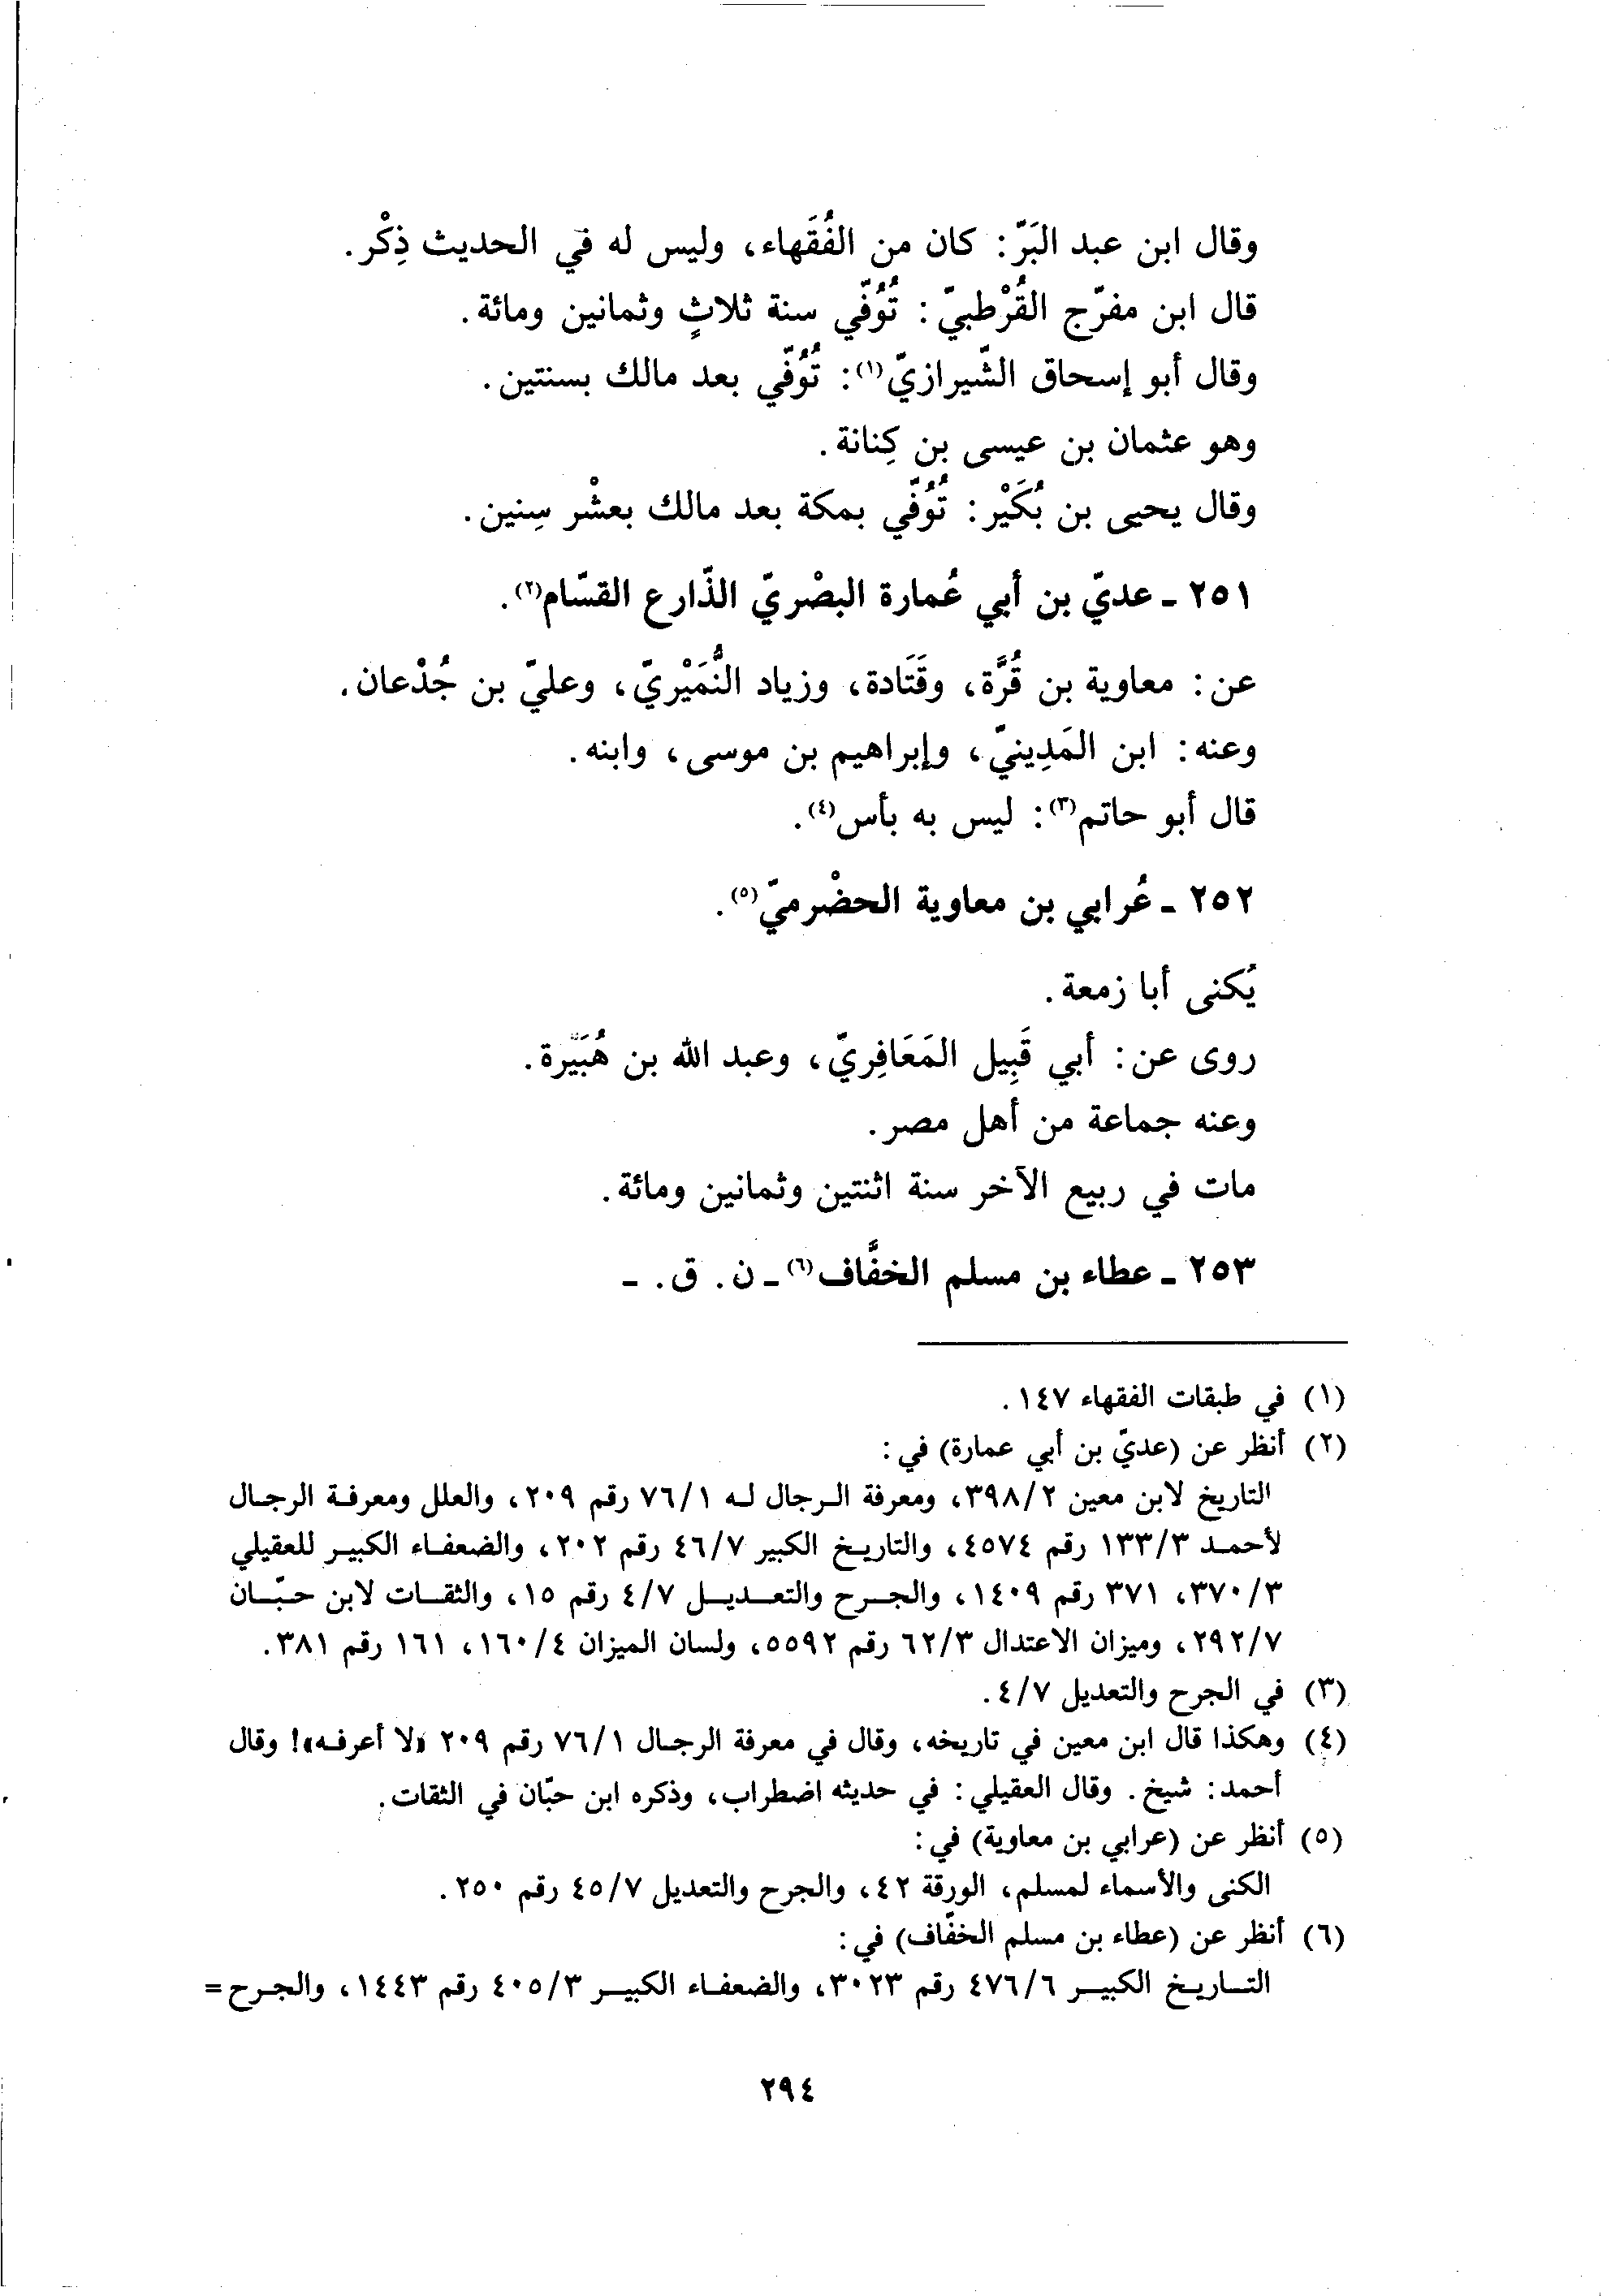 وقال ابن عبد البَرّ: كان من الفُقَهاء، وليس له في الحديث ذِكْر.
قال ابن مفرّج القُرْطبيّ: تُوُفّي سنة ثلاثٍ وثمانين ومائة.
وقال أبو إسحاق الشّيرازيّ(١): تُوُفّي بعد مالك بسنتين.
وهو عثمان بن عيسى بن كِنانة.
وقال يحيى بن بُكَيْر: تُوُفّي بمكة بعد مالك بعشْر سِنين.
٢٥١ ـ عديّ بن أبي عُمارة البصْريّ الذّارع القسّام(٢).
عن: معاوية بن قُرَّة، وقَتَادة، وزياد النُّمَيْريّ، وعليّ بن جُدْعان.
وعنه: ابن المَدِينيّ، وإبراهيم بن موسى، وابنه.
قال أبو حاتم(٣): ليس به بأس(٤).
٢٥٢ ـ عُرابي بن معاوية الحضْرميّ(٥).
يُكنى أبا زمعة.
روى عن: أبي قَبِيل المَعَافِريّ، وعبد الله بن هُبَيْرة.
وعنه جماعة من أهل مصر.
مات في ربيع الآخر سنة اثنتين وثمانين ومائة.
٢٥٣ ـ عطاء بن مسلم الخفَّاف(٦) ـ ن. ق. ـ
(١) في طبقات الفقهاء ١٤٧.
(٢) أنظر عن (عديّ بن أبي عمارة) في:
التاريخ لابن معين ٣٩٨/٢، ومعرفة الرجال له ٧٦/١ رقم ٢٠٩، والعلل ومعرفة الرجال
لأحمد ١٣٣/٣ رقم ٤٥٧٤، والتاريخ الكبير ٤٦/٧ رقم ٢٠٢، والضعفاء الكبير للعقيلي
٣٧٠/٣، ٣٧١ رقم ١٤٠٩، والجرح والتعديل ٤/٧ رقم ١٥، والثقات لابن حبّان
٢٩٢/٧، وميزان الاعتدال ٦٢/٣ رقم ٥٥٩٢، ولسان الميزان ١٦٠/٤، ١٦١ رقم ٣٨١.
(٣) في الجرح والتعديل ٤/٧.
(٤) وهكذا قال ابن معين في تاريخه، وقال في معرفة الرجال ٧٦/١ رقم ٢٠٩ «لا أعرفه»! وقال
أحمد: شيخ. وقال العقيلي: في حديثه اضطراب، وذكره ابن حبّان في الثقات.
(٥) أنظر عن (عرابي بن معاوية) في:
الكنى والأسماء لمسلم، الورقة ٤٢، والجرح والتعديل ٤٥/٧ رقم ٢٥٠.
(٦) أنظر عن (عطاء بن مسلم الخفّاف) في:
التاريخ الكبير ٤٧٦/٦ رقم ٣٠٢٣، والضعفاء الكبير ٤٠٥/٣ رقم ١٤٤٣، والجرح =
٢٩٤